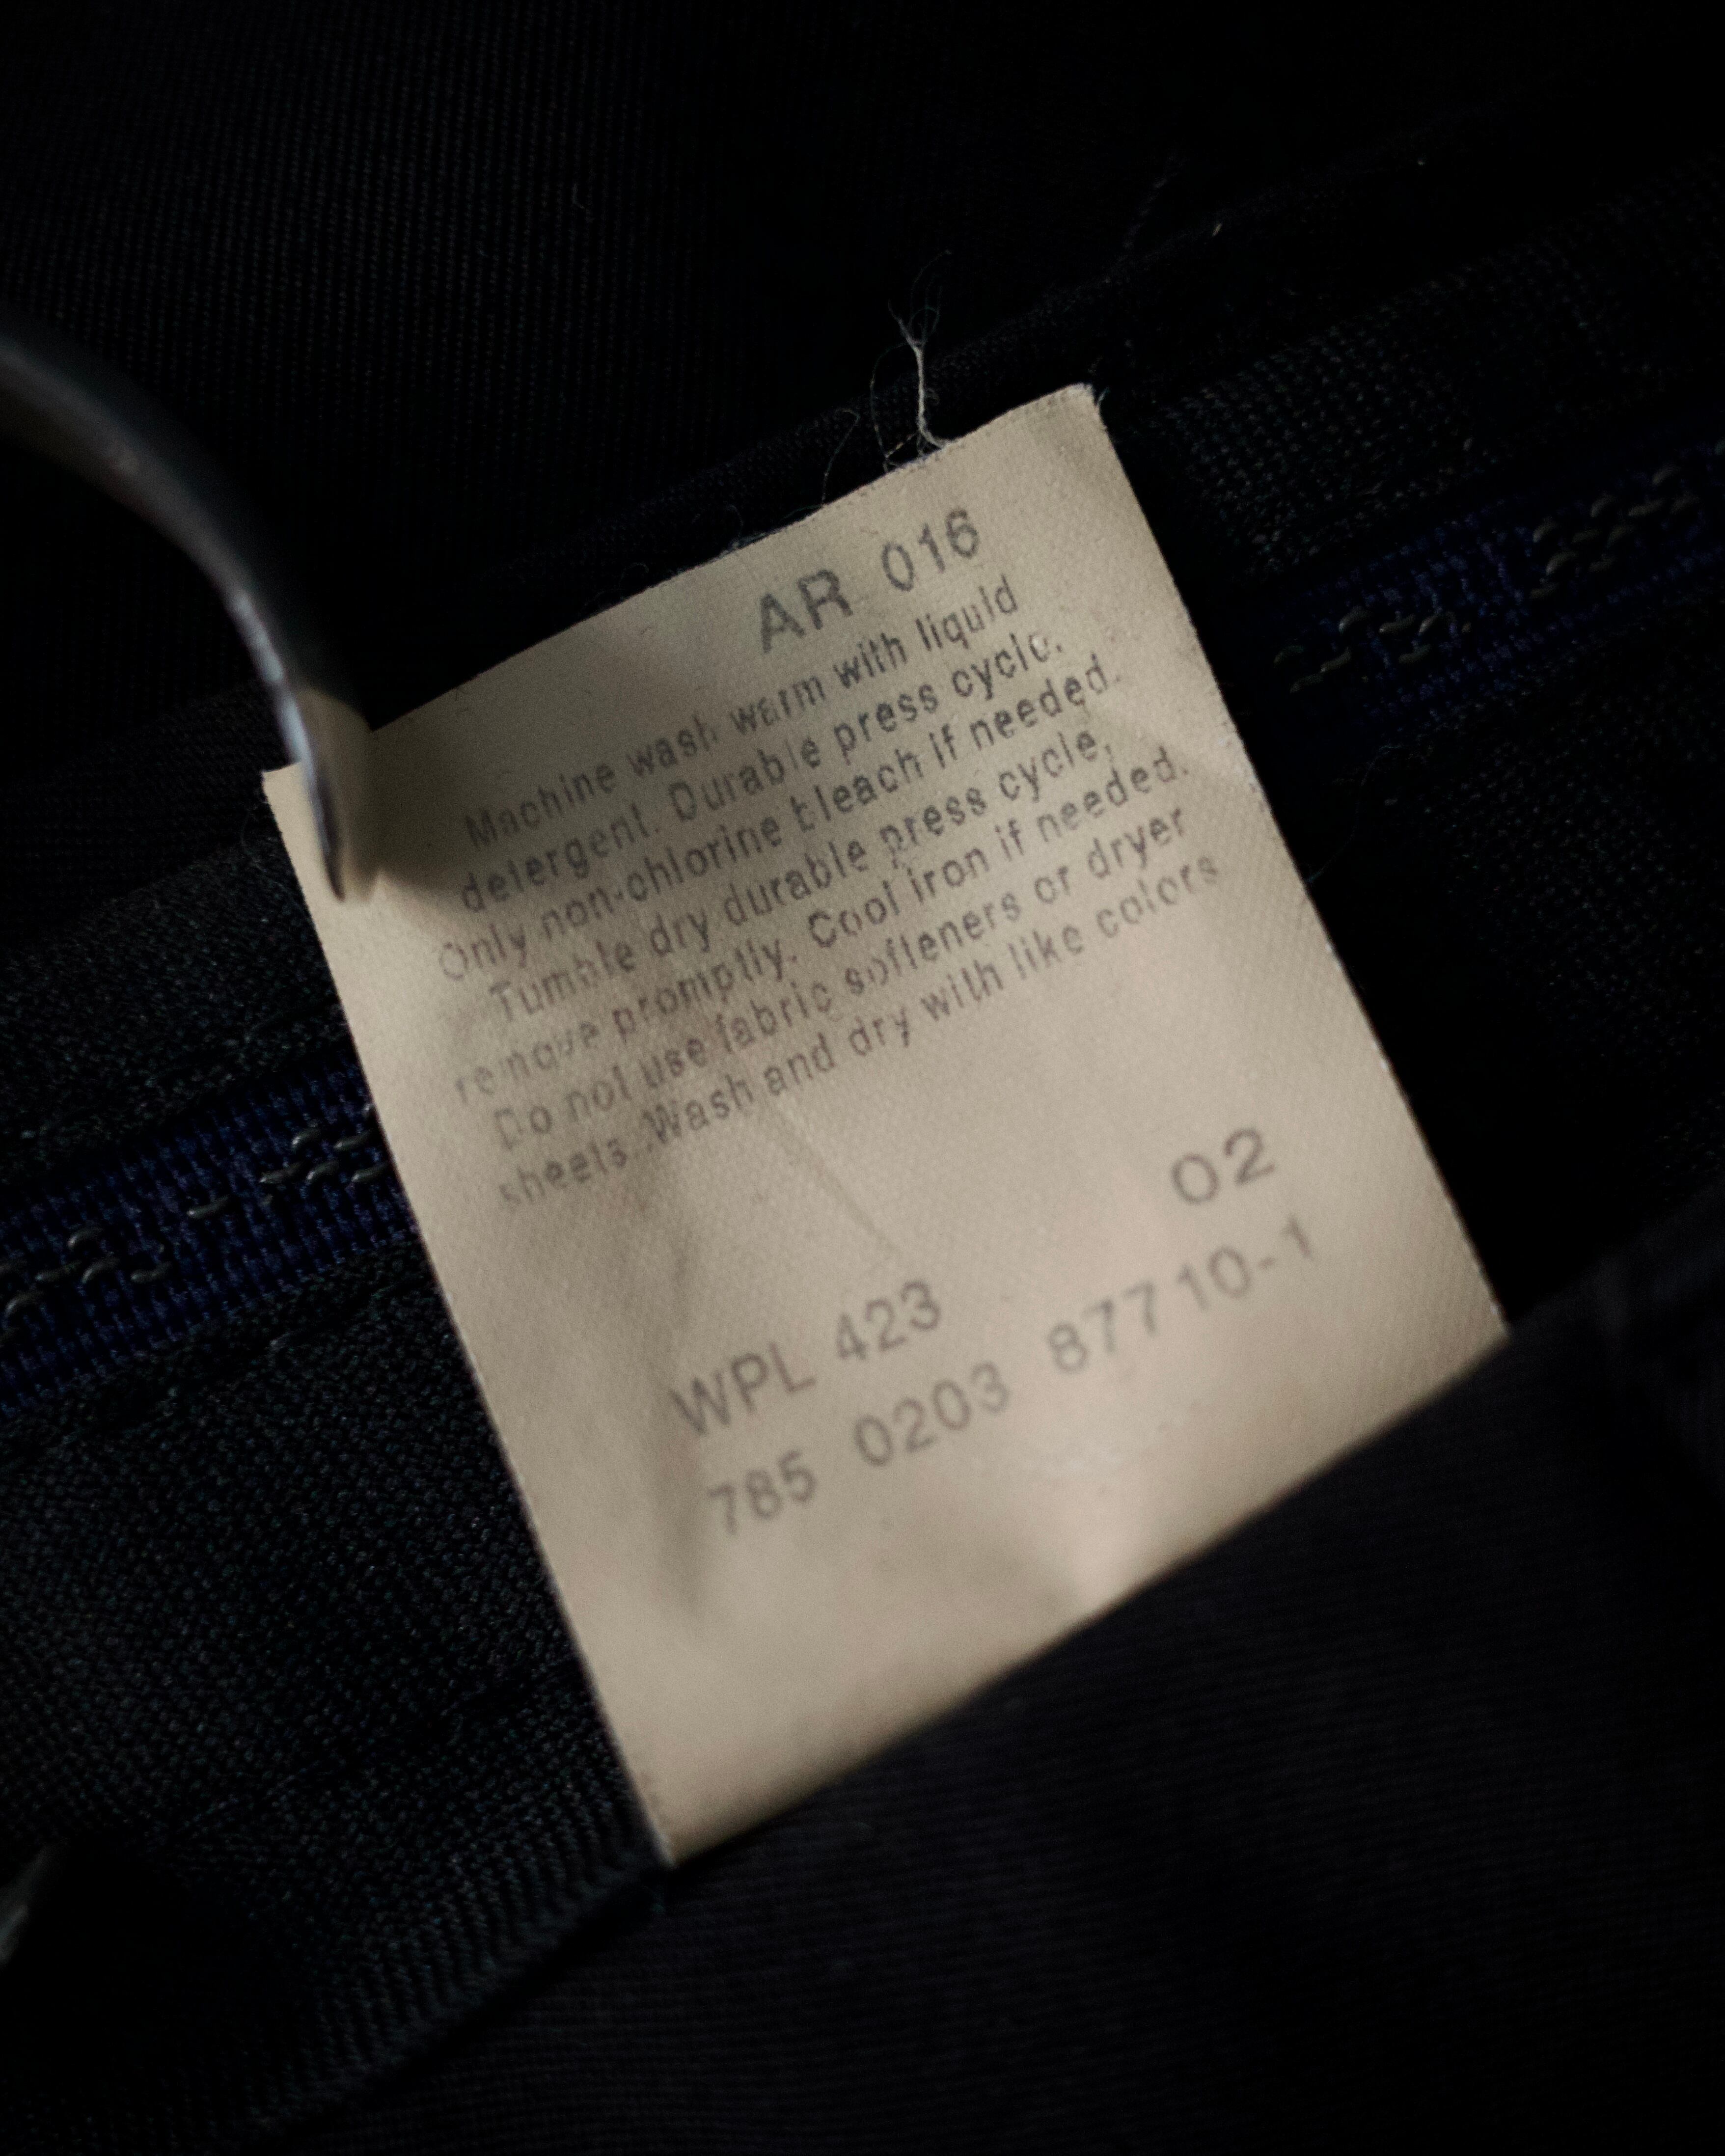 AR 016
Machine wash warm with liquid
detergent. Durable press cycle.
Only non-chlorine bleach if needed.
Tumble dry durable press cycle,
remove promptly. Cool iron if needed.
Do not use fabric softeners or dryer
sheets. Wash and dry with like colors
02
WPL 423
785 0203 87710-1